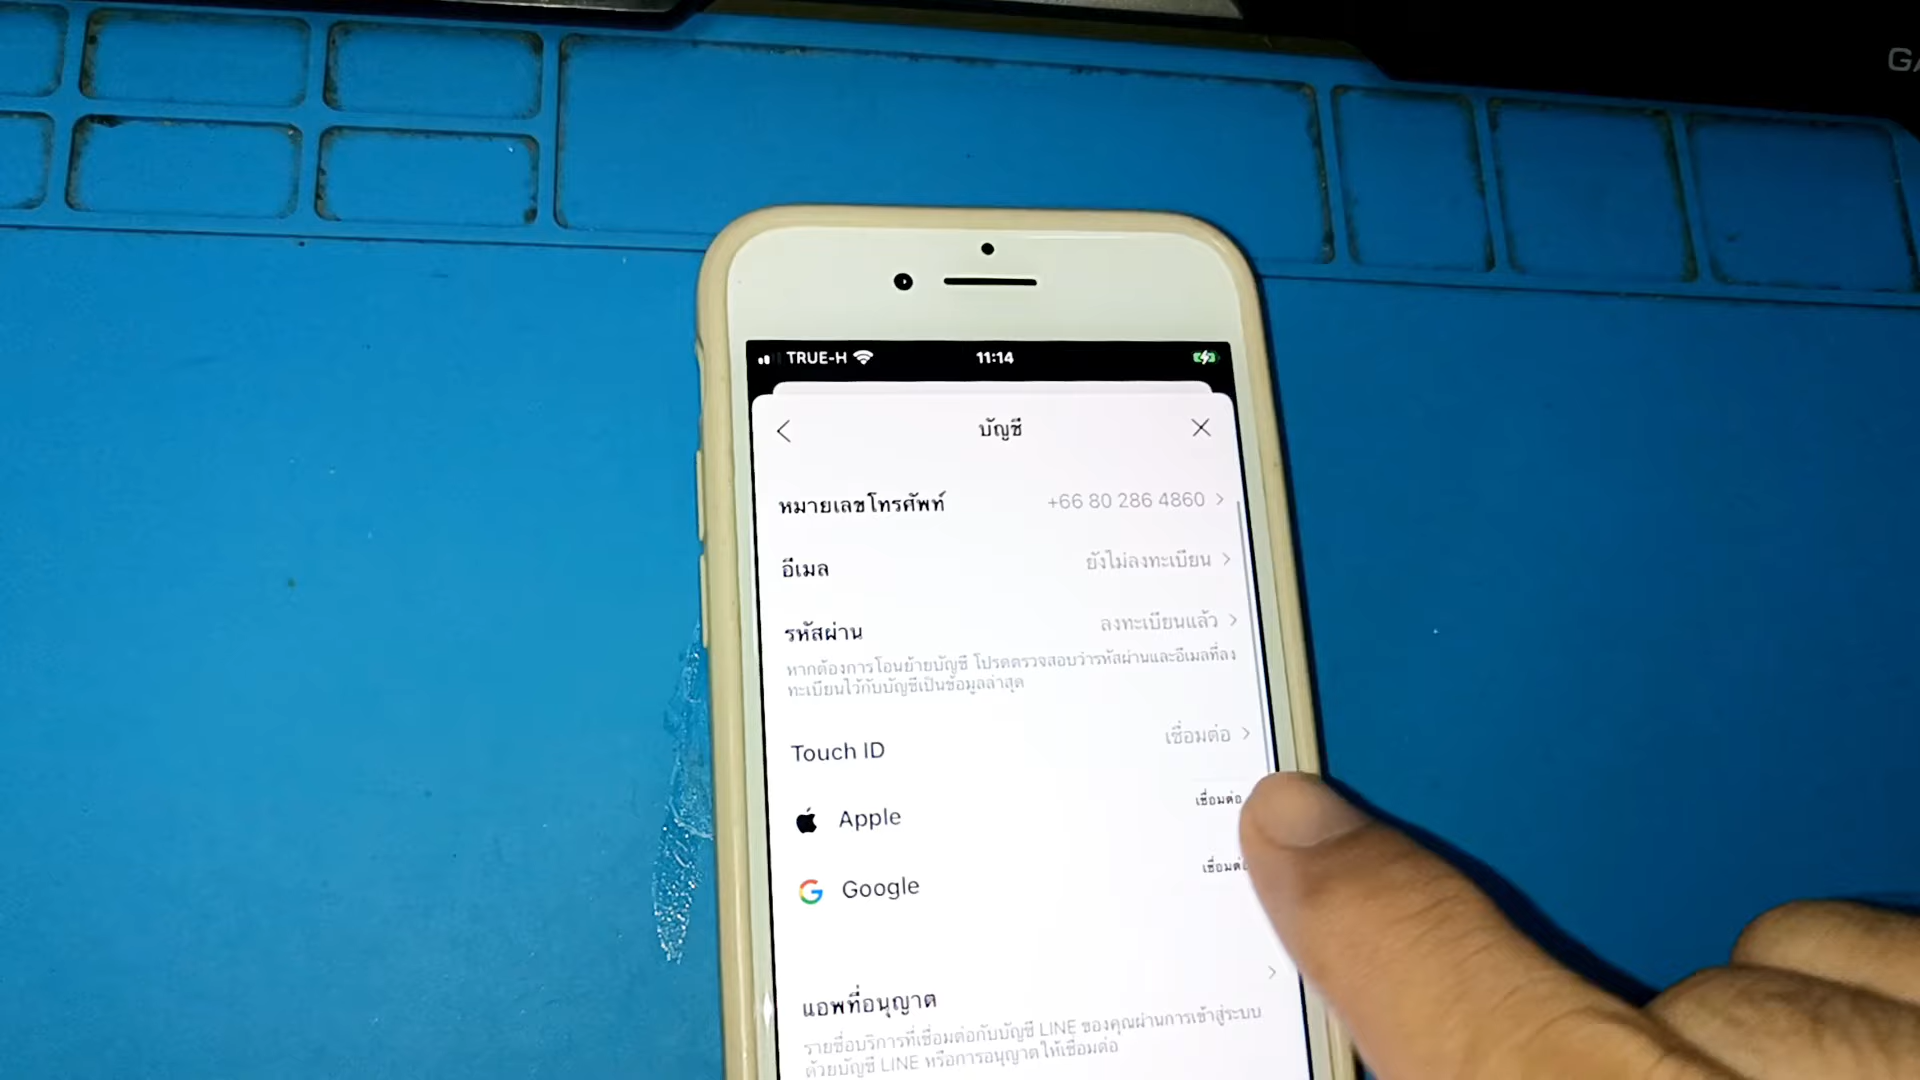 GA
TRUE-H 11:14
บัญชี
หมายเลขโทรศัพท์ +66 80 286 4860
อีเมล ยังไม่ลงทะเบียน
รหัสผ่าน ลงทะเบียนแล้ว
หากต้องการโอนย้ายบัญชี โปรดตรวจสอบว่ารหัสผ่านและอีเมลที่ลง
ทะเบียนไว้กับบัญชีเป็นข้อมูลล่าสุด
Touch ID เชื่อมต่อ
Apple เชื่อมต่อ
Google เชื่อมต่อ
แอพที่อนุญาต
รายชื่อบริการที่เชื่อมต่อกับบัญชี LINE ของคุณผ่านการเข้าสู่ระบบ
ด้วยบัญชี LINE หรือการอนุญาตให้เชื่อมต่อ